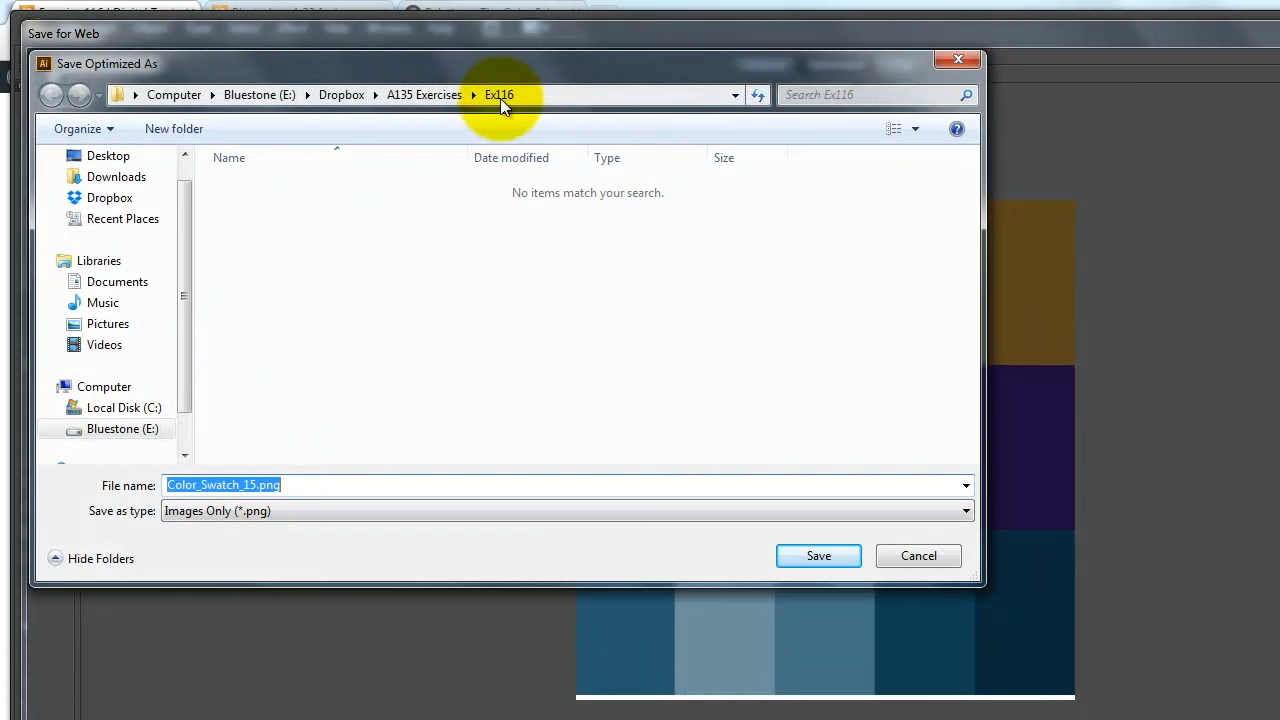 Save for Web
Ai Save Optimized As
Computer Bluestone (E:) Dropbox A135 Exercises Ex116 Search Ex116
Organize New folder
Name Date modified Type Size
No items match your search.
Desktop
Downloads
Dropbox
Recent Places
Libraries
Documents
Music
Pictures
Videos
Computer
Local Disk (C:)
Bluestone (E:)
File name: Color_Swatch_15.png
Save as type: Images Only (*.png)
Hide Folders Save Cancel